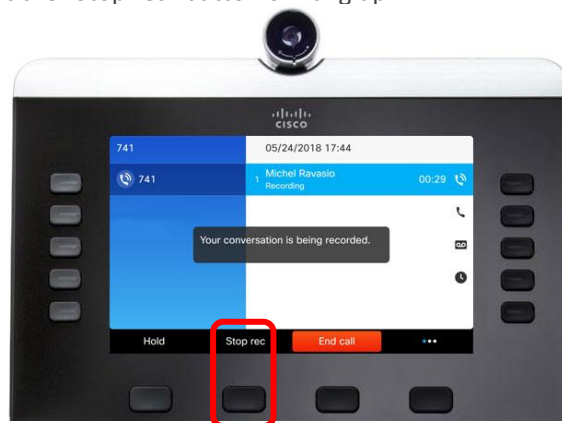 CISCO
741
05/24/2018 17:44
741
1 Michel Ravasio 00:29
Recording
Your conversation is being recorded.
Hold Stop rec End call